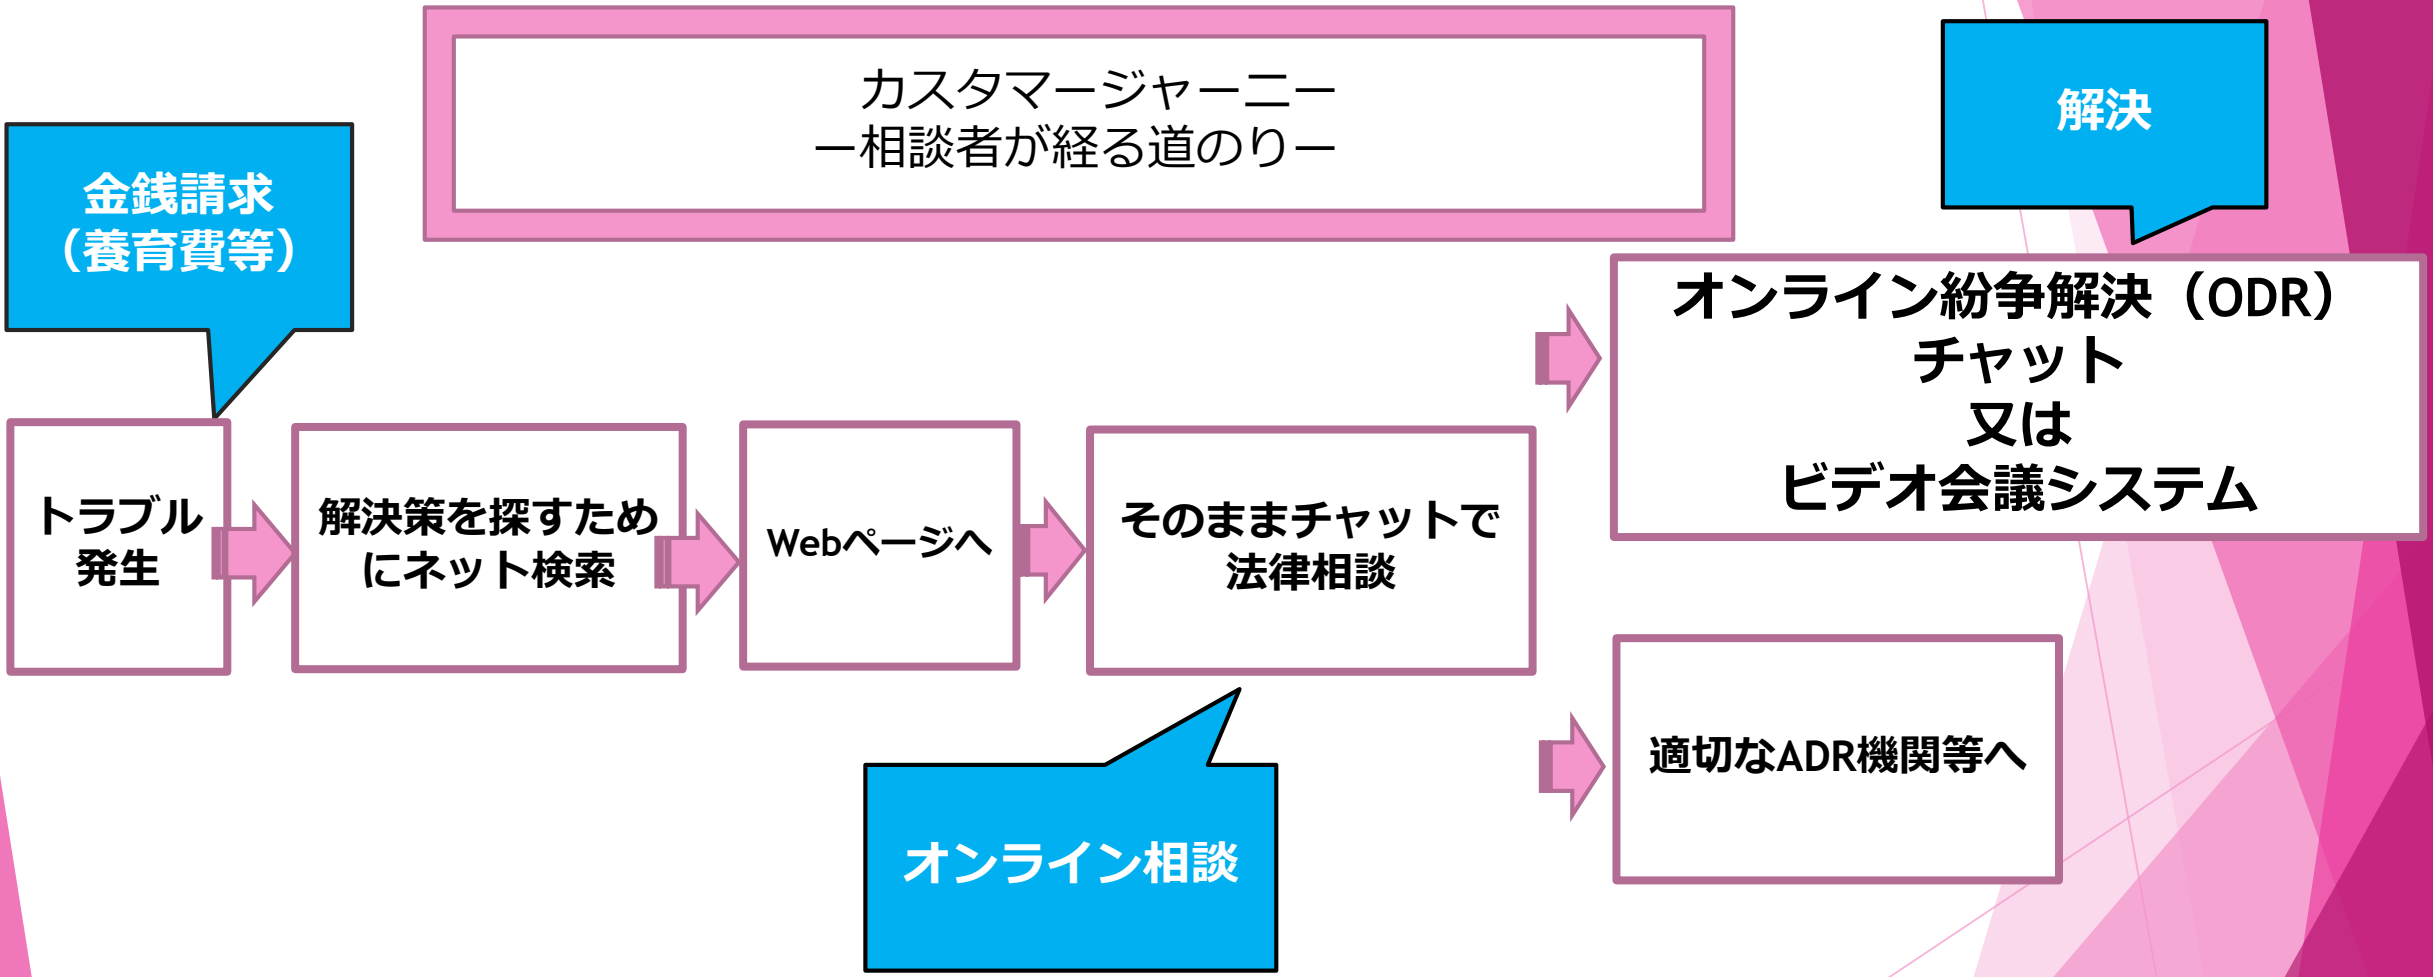 カスタマージャーニー
ー相談者が経る道のりー
解決
金銭請求
（養育費等）
トラブル
発生
解決策を探すため
にネット検索
Webページへ
そのままチャットで
法律相談
オンライン相談
オンライン紛争解決（ODR）
チャット
又は
ビデオ会議システム
適切なADR機関等へ